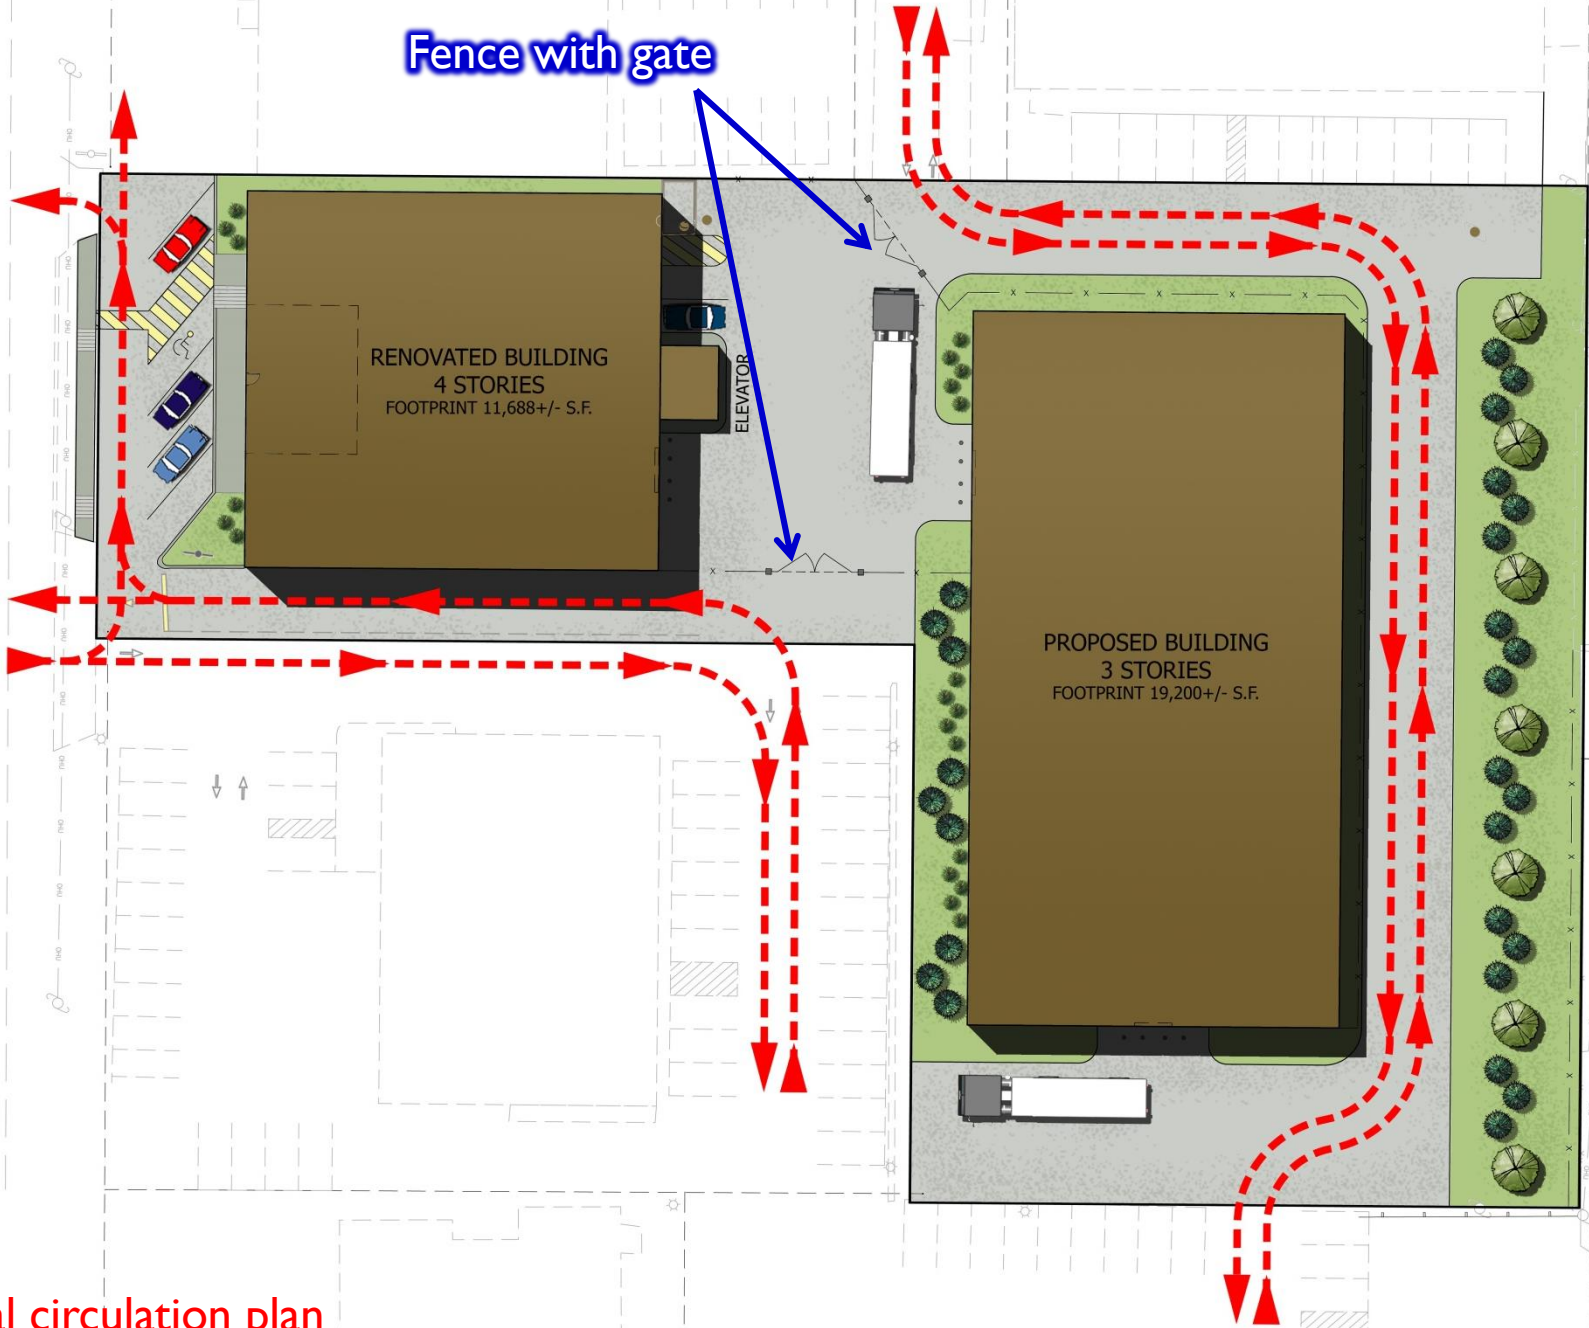 Fence with gate
RENOVATED BUILDING
4 STORIES
FOOTPRINT 11,688+/- S.F.
ELEVATOR
PROPOSED BUILDING
3 STORIES
FOOTPRINT 19,200+/- S.F.
circulation plan